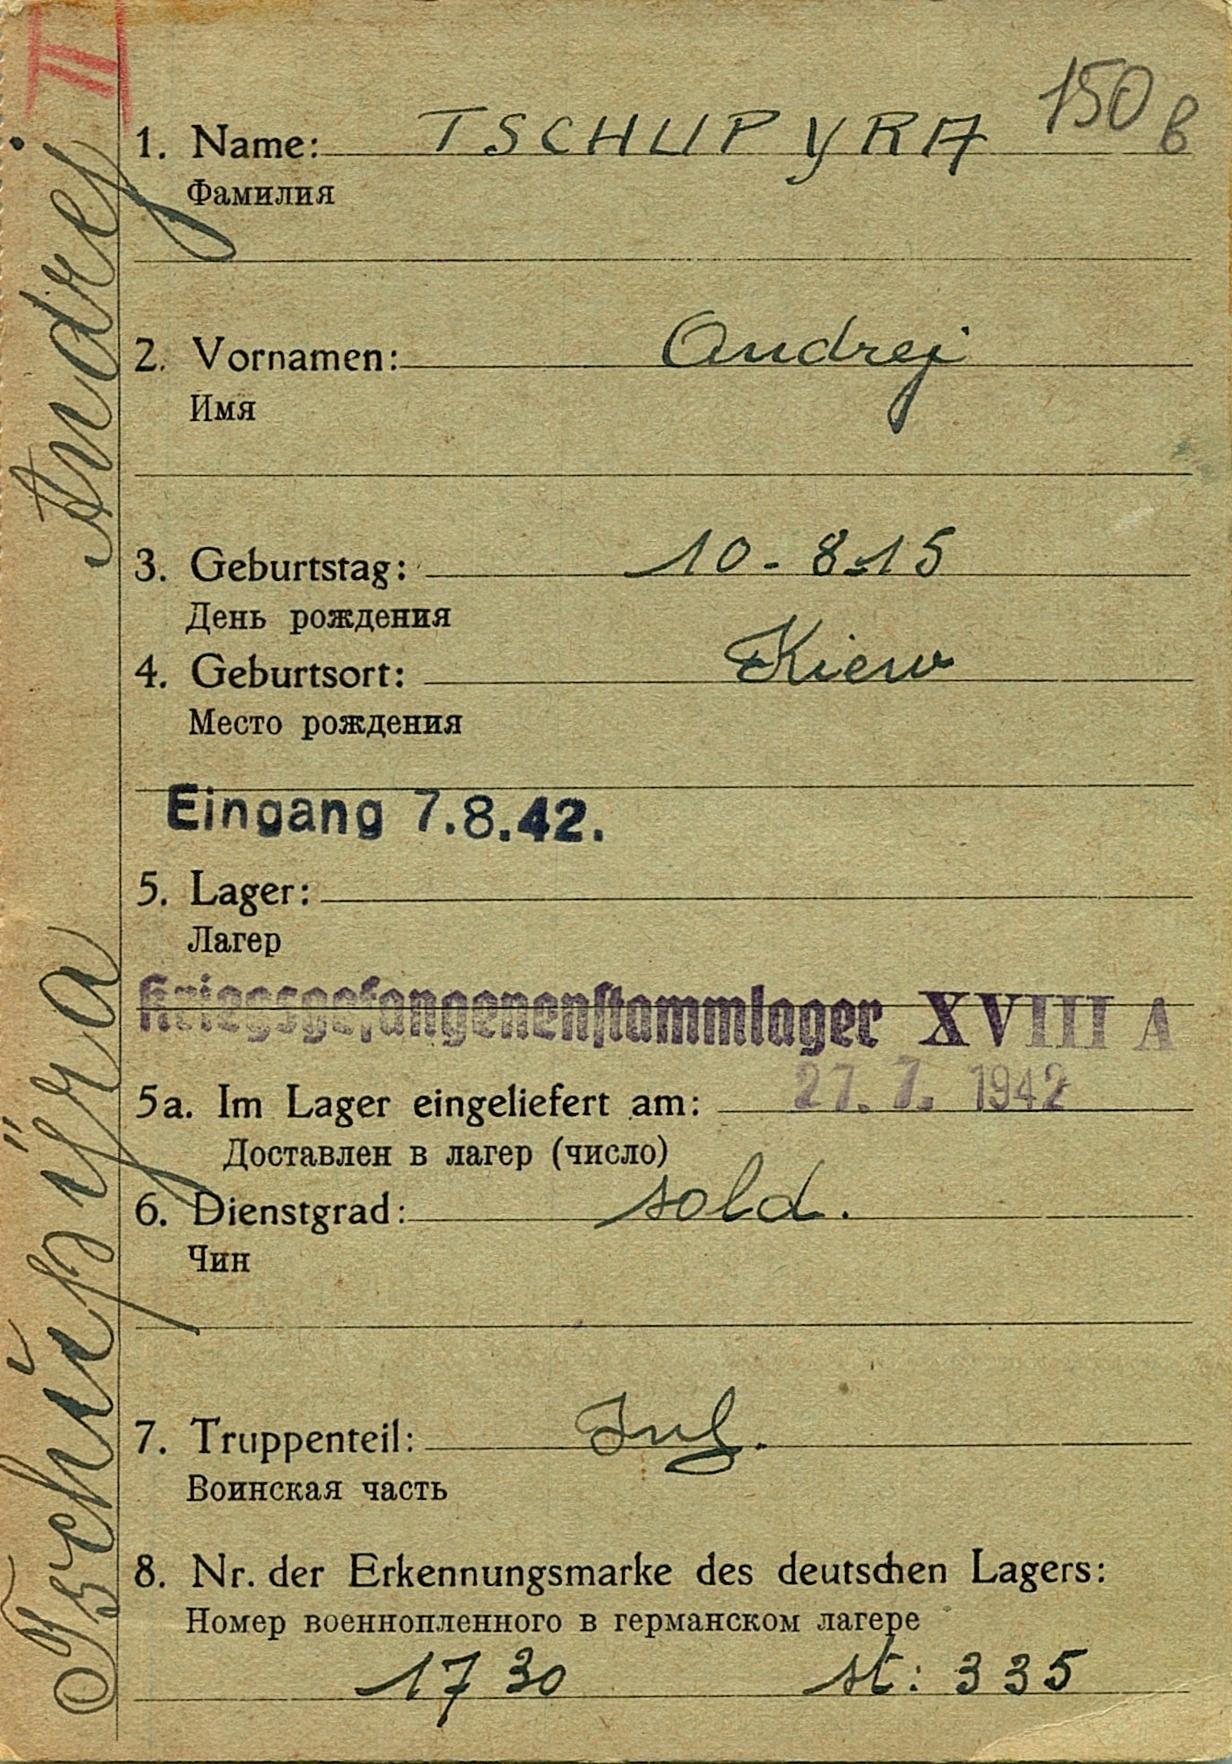 II
150 B
1. Name: TSCHUPYRA
Фамилия
2. Vornamen: Andrej
Имя
3. Geburtstag: 10-8-15
День рождения
4. Geburtsort: Kiew
Место рождения
Eingang 7.8.42.
5. Lager:
Лагер
Kriegsgefangenenstammlager XVIII A
5a. Im Lager eingeliefert am: 27. 7. 1942
Доставлен в лагер (число)
6. Dienstgrad: sold.
Чин
7. Truppenteil: Inf.
Воинская часть
8. Nr. der Erkennungsmarke des deutschen Lagers:
Номер военнопленного в германском лагере
1730 st: 335
Tschŭpÿra Andrej